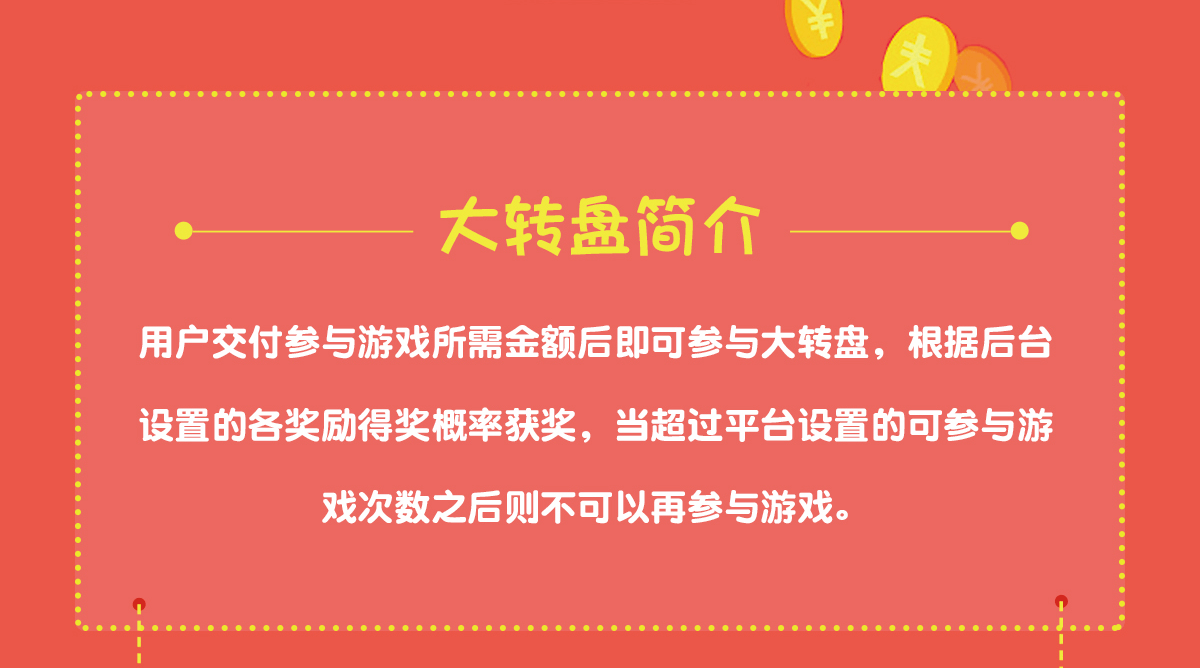 大转盘简介
用户交付参与游戏所需金额后即可参与大转盘，根据后台
设置的各奖励得奖概率获奖，当超过平台设置的可参与游
戏次数之后则不可以再参与游戏。